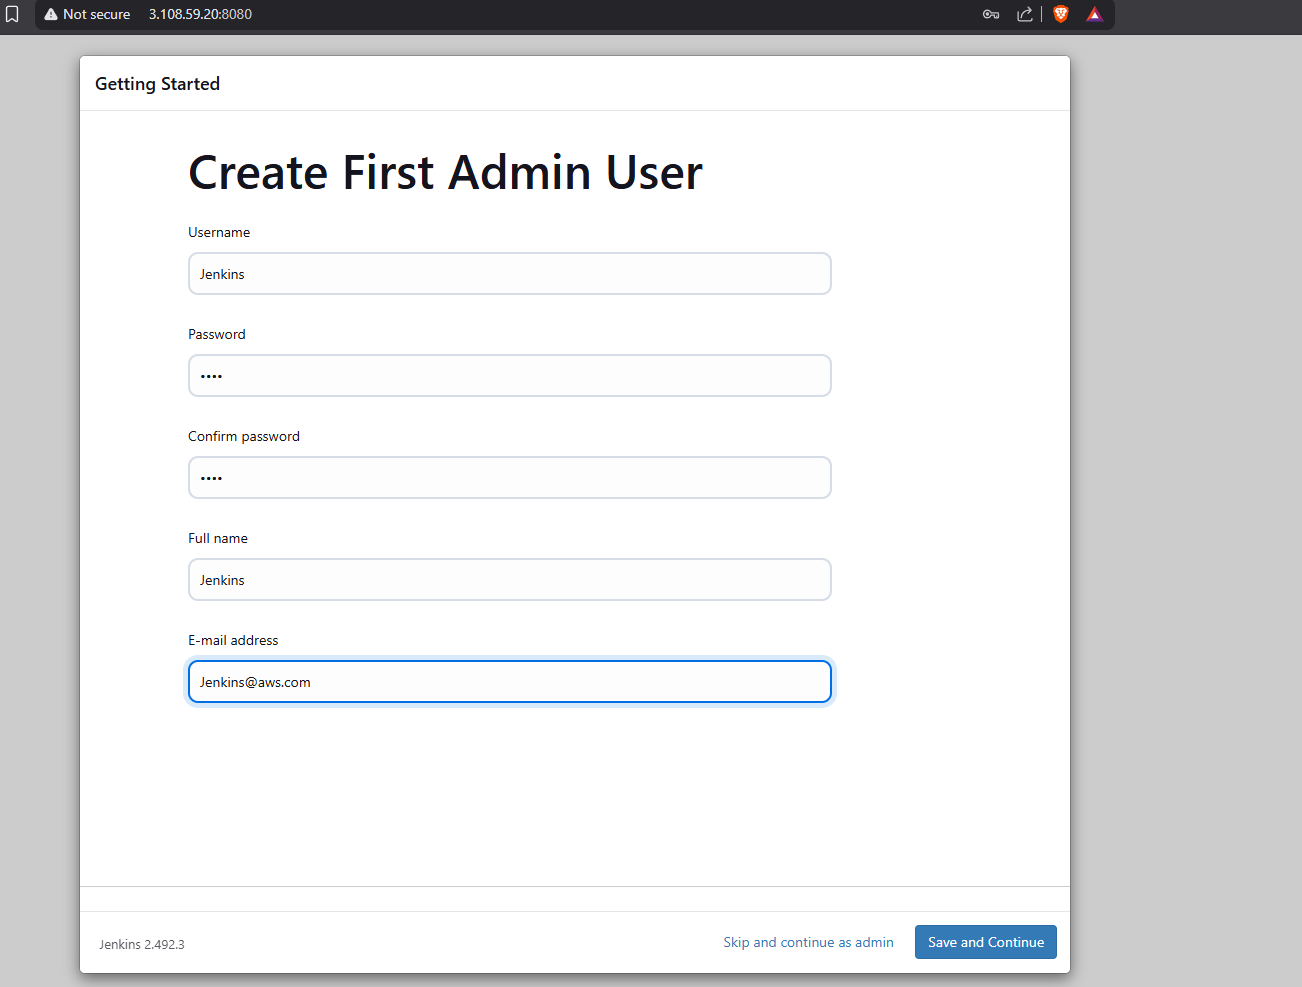 Not secure 3.108.59.20:8080
Getting Started
Create First Admin User
Username
Jenkins
Password
••••
Confirm password
••••
Full name
Jenkins
E-mail address
Jenkins@aws.com
Jenkins 2.492.3
Skip and continue as admin
Save and Continue